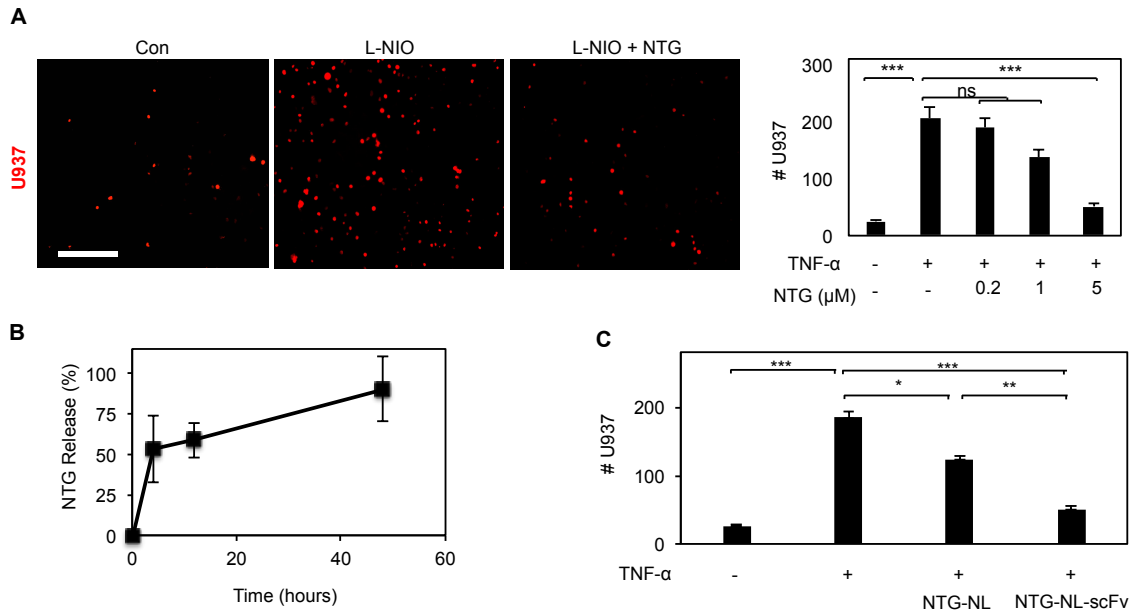 A
Con L-NIO L-NIO + NTG
U937
# U937
300
200
100
0
*** ***
ns
TNF-α - + + + +
NTG (µM) - - 0.2 1 5
B
NTG Release (%)
100
75
50
25
0
0 20 40 60
Time (hours)
C
# U937
200
100
0
*** ***
* **
TNF-α - + + +
NTG-NL NTG-NL-scFv